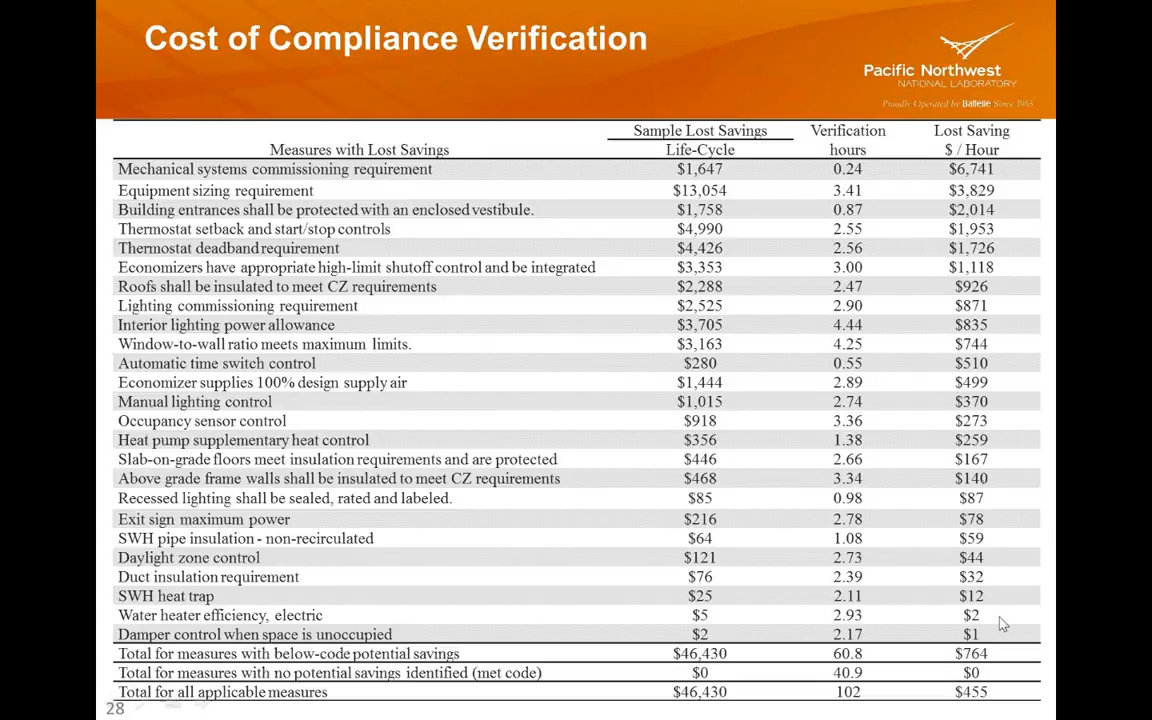 Cost of Compliance Verification
Pacific Northwest
NATIONAL LABORATORY
Proudly Operated by Battelle Since 1965
Sample Lost Savings Verification Lost Saving
Measures with Lost Savings Life-Cycle hours $ / Hour
Mechanical systems commissioning requirement $1,647 0.24 $6,741
Equipment sizing requirement $13,054 3.41 $3,829
Building entrances shall be protected with an enclosed vestibule. $1,758 0.87 $2,014
Thermostat setback and start/stop controls $4,990 2.55 $1,953
Thermostat deadband requirement $4,426 2.56 $1,726
Economizers have appropriate high-limit shutoff control and be integrated $3,353 3.00 $1,118
Roofs shall be insulated to meet CZ requirements $2,288 2.47 $926
Lighting commissioning requirement $2,525 2.90 $871
Interior lighting power allowance $3,705 4.44 $835
Window-to-wall ratio meets maximum limits. $3,163 4.25 $744
Automatic time switch control $280 0.55 $510
Economizer supplies 100% design supply air $1,444 2.89 $499
Manual lighting control $1,015 2.74 $370
Occupancy sensor control $918 3.36 $273
Heat pump supplementary heat control $356 1.38 $259
Slab-on-grade floors meet insulation requirements and are protected $446 2.66 $167
Above grade frame walls shall be insulated to meet CZ requirements $468 3.34 $140
Recessed lighting shall be sealed, rated and labeled. $85 0.98 $87
Exit sign maximum power $216 2.78 $78
SWH pipe insulation - non-recirculated $64 1.08 $59
Daylight zone control $121 2.73 $44
Duct insulation requirement $76 2.39 $32
SWH heat trap $25 2.11 $12
Water heater efficiency, electric $5 2.93 $2
Damper control when space is unoccupied $2 2.17 $1
Total for measures with below-code potential savings $46,430 60.8 $764
Total for measures with no potential savings identified (met code) $0 40.9 $0
Total for all applicable measures $46,430 102 $455
28